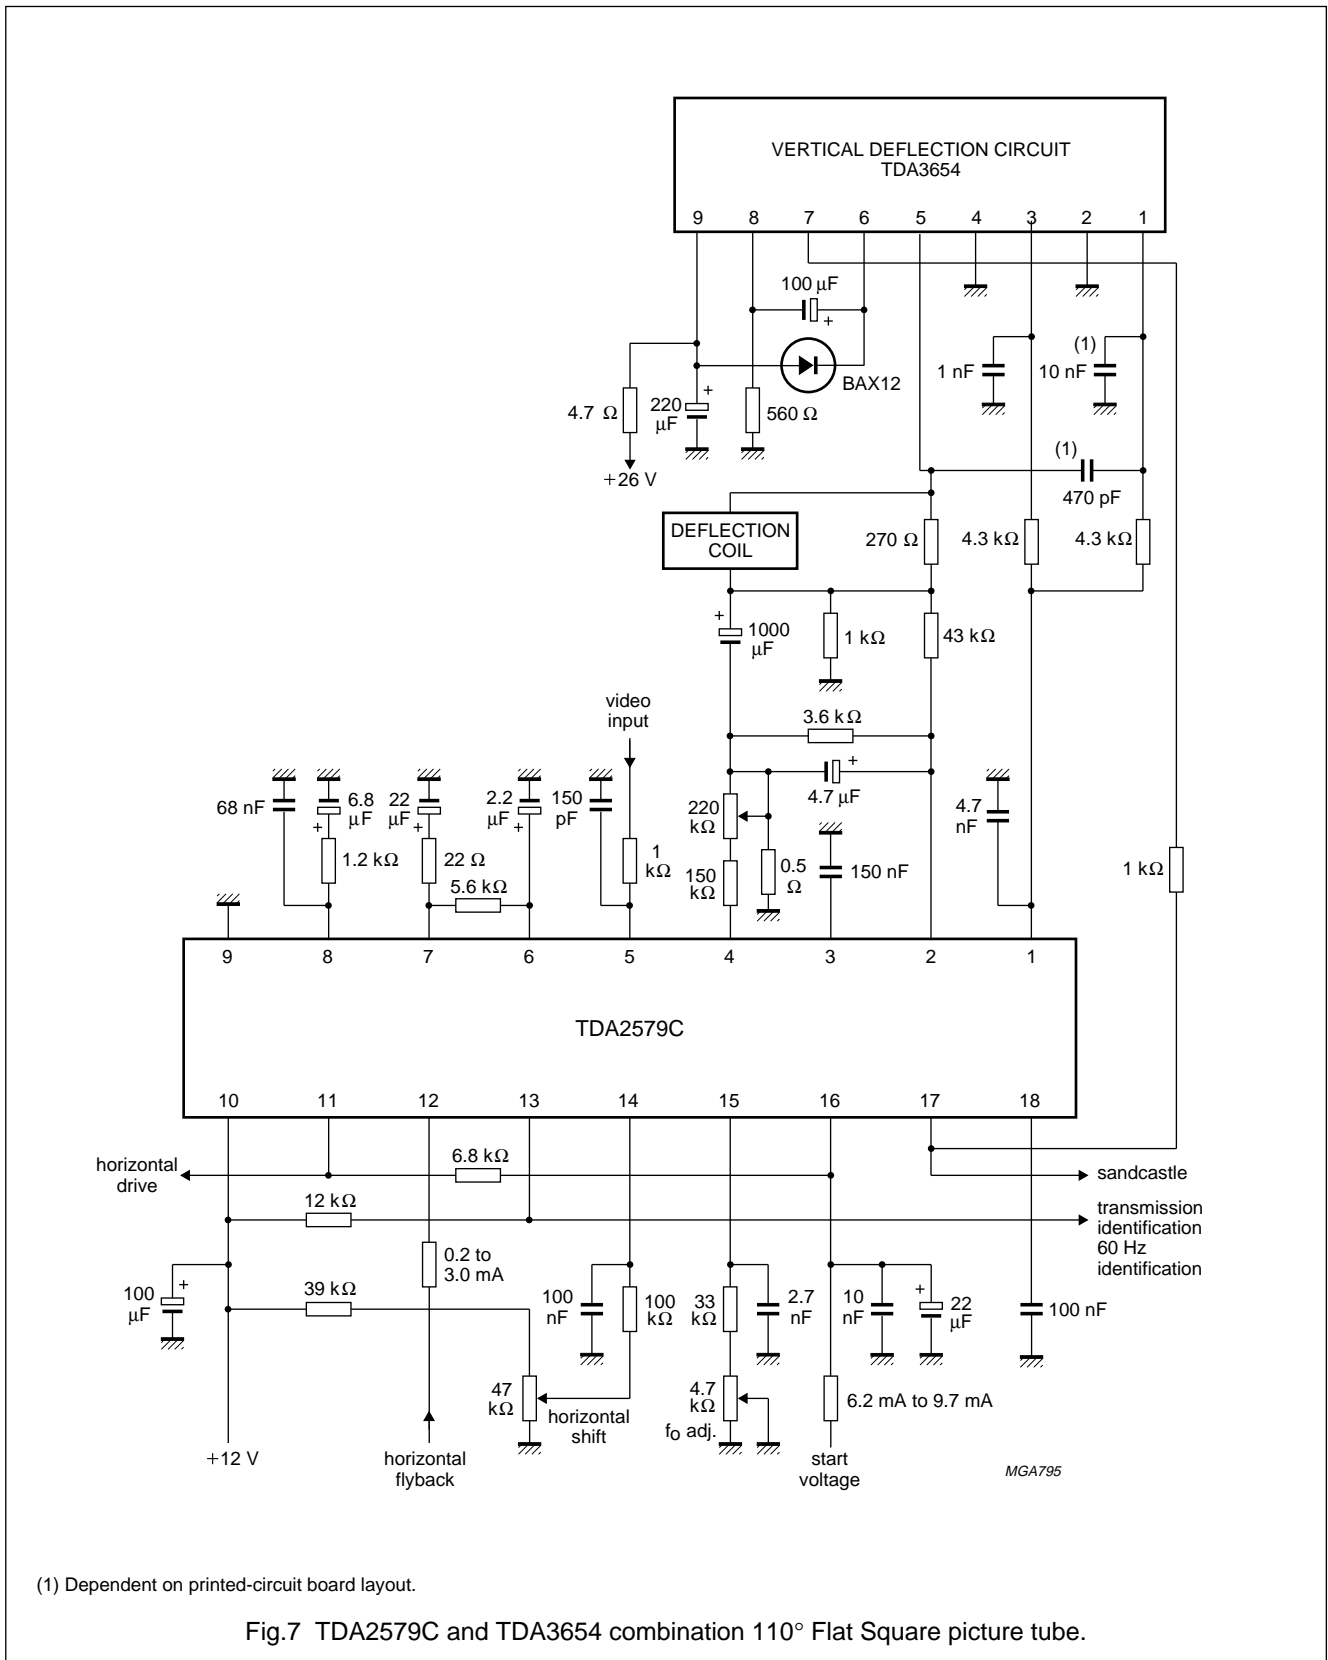 VERTICAL DEFLECTION CIRCUIT
TDA3654
9 8 7 6 5 4 3 2 1
100 µF
+
BAX12
(1)
1 nF
10 nF
4.7 Ω
220
µF
+
560 Ω
+26 V
(1)
470 pF
DEFLECTION
COIL
270 Ω
4.3 kΩ
4.3 kΩ
+
1000
µF
1 kΩ
43 kΩ
video
input
3.6 kΩ
+
4.7 µF
68 nF
6.8
µF
+
22
µF
+
2.2
µF
+
150
pF
220
kΩ
4.7
nF
1.2 kΩ
22 Ω
5.6 kΩ
1
kΩ
150
kΩ
0.5
Ω
150 nF
1 kΩ
9 8 7 6 5 4 3 2 1
TDA2579C
10 11 12 13 14 15 16 17 18
horizontal
drive
6.8 kΩ
sandcastle
12 kΩ
transmission
identification
60 Hz
identification
0.2 to
3.0 mA
100
µF
+
39 kΩ
100
nF
100
kΩ
33
kΩ
2.7
nF
10
nF
+
22
µF
100 nF
47
kΩ
horizontal
shift
4.7
kΩ
fO adj.
6.2 mA to 9.7 mA
+12 V
horizontal
flyback
start
voltage
MGA795
(1) Dependent on printed-circuit board layout.
Fig.7 TDA2579C and TDA3654 combination 110° Flat Square picture tube.